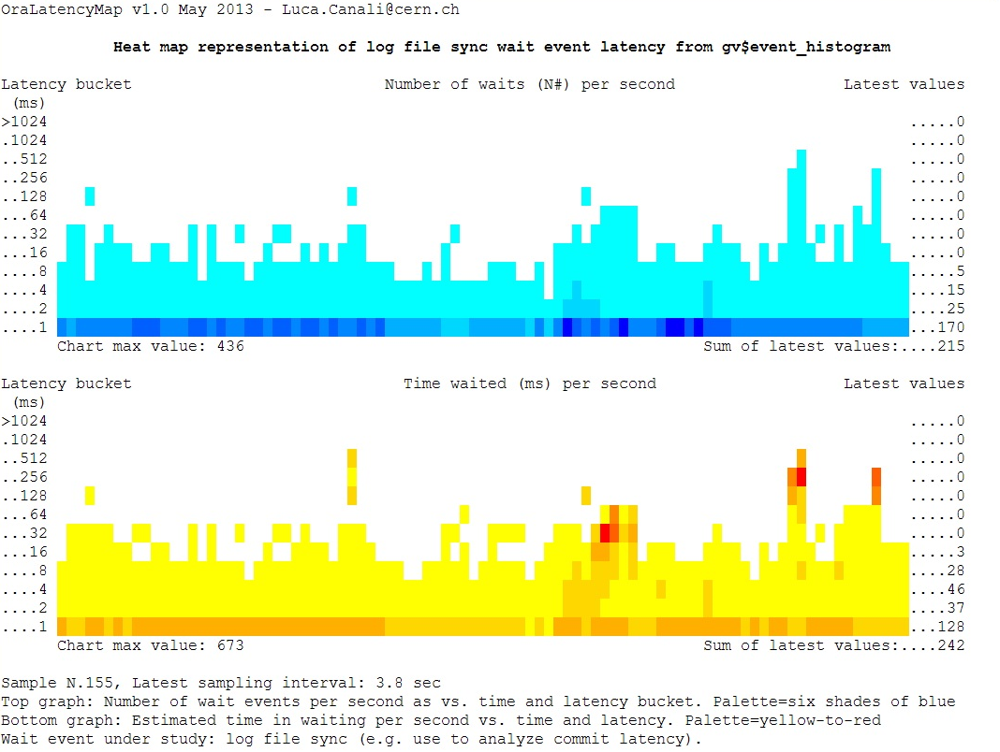 OraLatencyMap v1.0 May 2013 - Luca.Canali@cern.ch
Heat map representation of log file sync wait event latency from gv$event_histogram
Latency bucket Number of waits (N#) per second Latest values
(ms)
>1024 .....0
.1024 .....0
..512 .....0
..256 .....0
..128 .....0
...64 .....0
...32 .....0
...16 .....0
....8 .....5
....4 ....15
....2 ....25
....1 ...170
Chart max value: 436 Sum of latest values:....215
Latency bucket Time waited (ms) per second Latest values
(ms)
>1024 .....0
.1024 .....0
..512 .....0
..256 .....0
..128 .....0
...64 .....0
...32 .....0
...16 .....3
....8 ....28
....4 ....46
....2 ....37
....1 ...128
Chart max value: 673 Sum of latest values:....242
Sample N.155, Latest sampling interval: 3.8 sec
Top graph: Number of wait events per second as vs. time and latency bucket. Palette=six shades of blue
Bottom graph: Estimated time in waiting per second vs. time and latency. Palette=yellow-to-red
Wait event under study: log file sync (e.g. use to analyze commit latency).